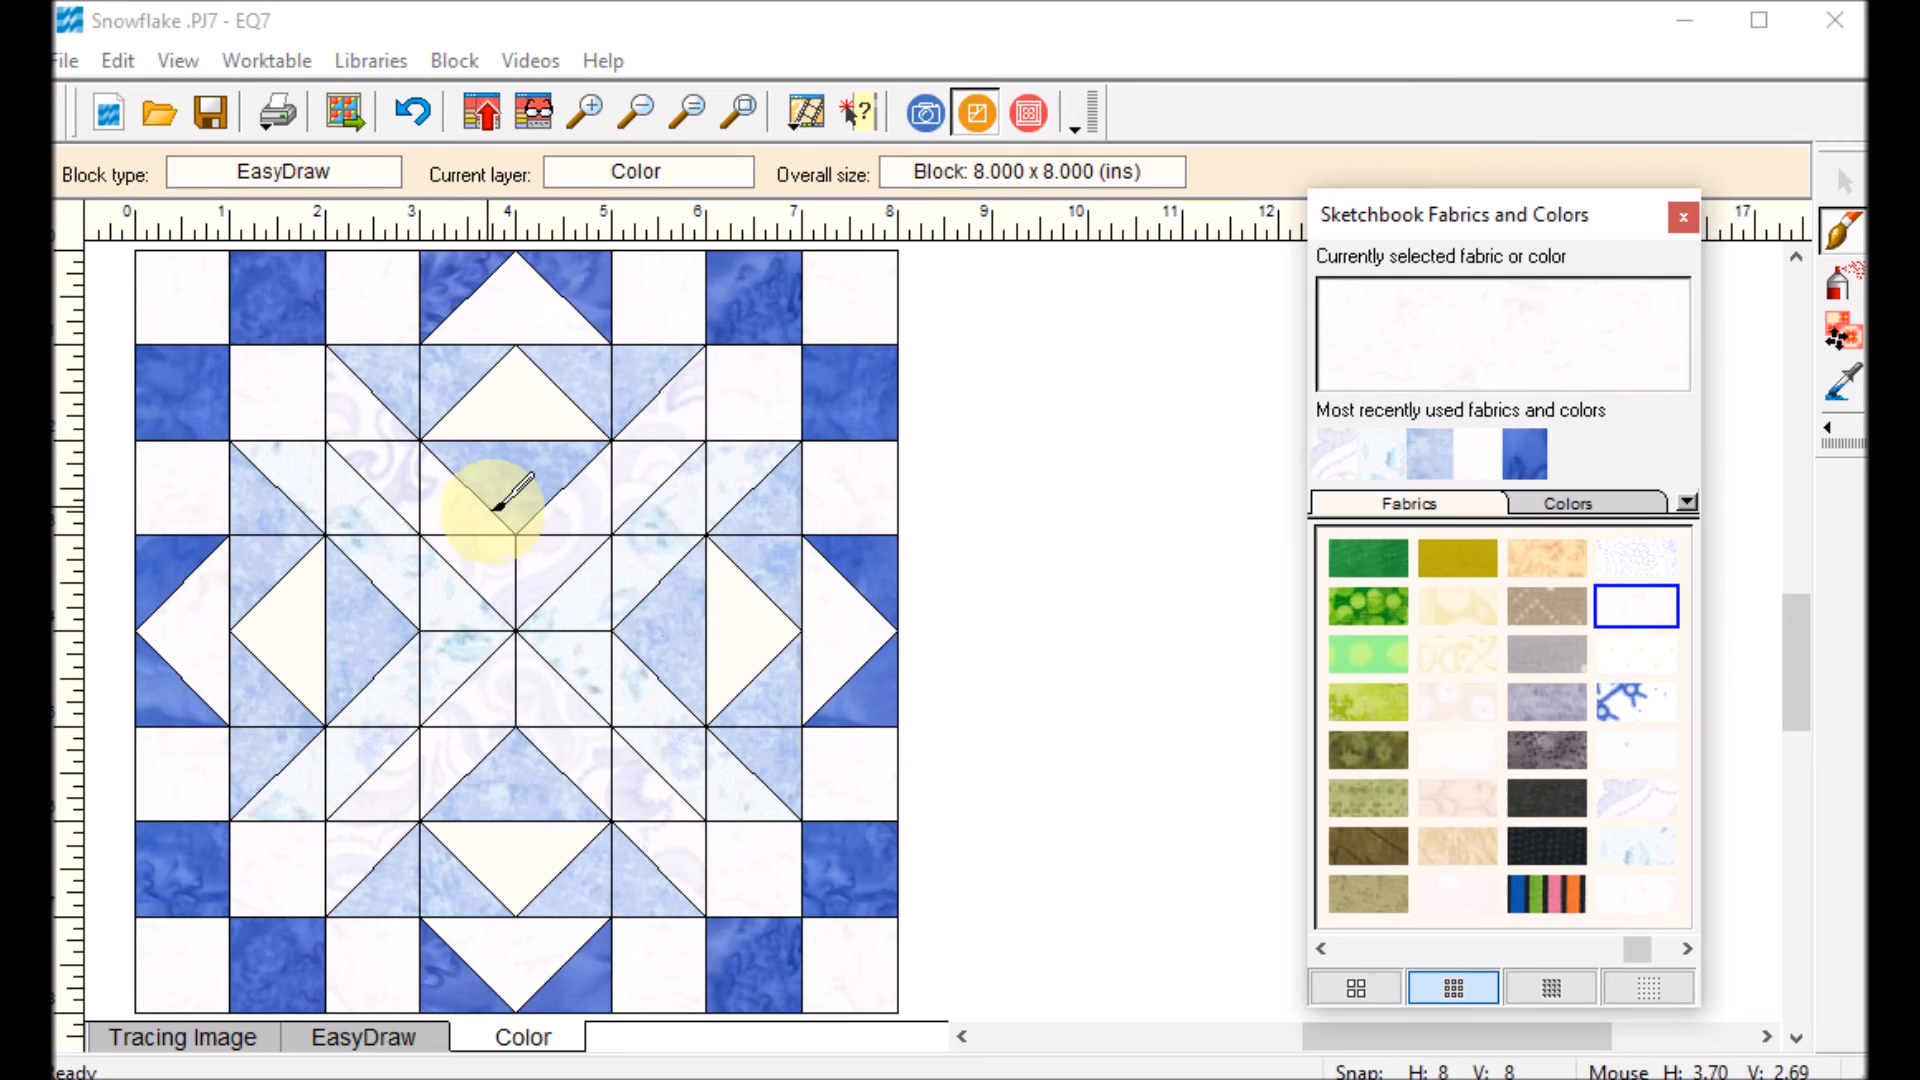 Snowflake .PJ7 - EQ7
File Edit View Worktable Libraries Block Videos Help
Block type: EasyDraw Current layer: Color Overall size: Block: 8.000 x 8.000 (ins)
0 1 2 3 4 5 6 7 8 9 10 11 12 17
Sketchbook Fabrics and Colors
Currently selected fabric or color
Most recently used fabrics and colors
Fabrics Colors
Tracing Image EasyDraw Color
Ready Snap: H: 8 V: 8 Mouse H: 3.70 V: 2.69